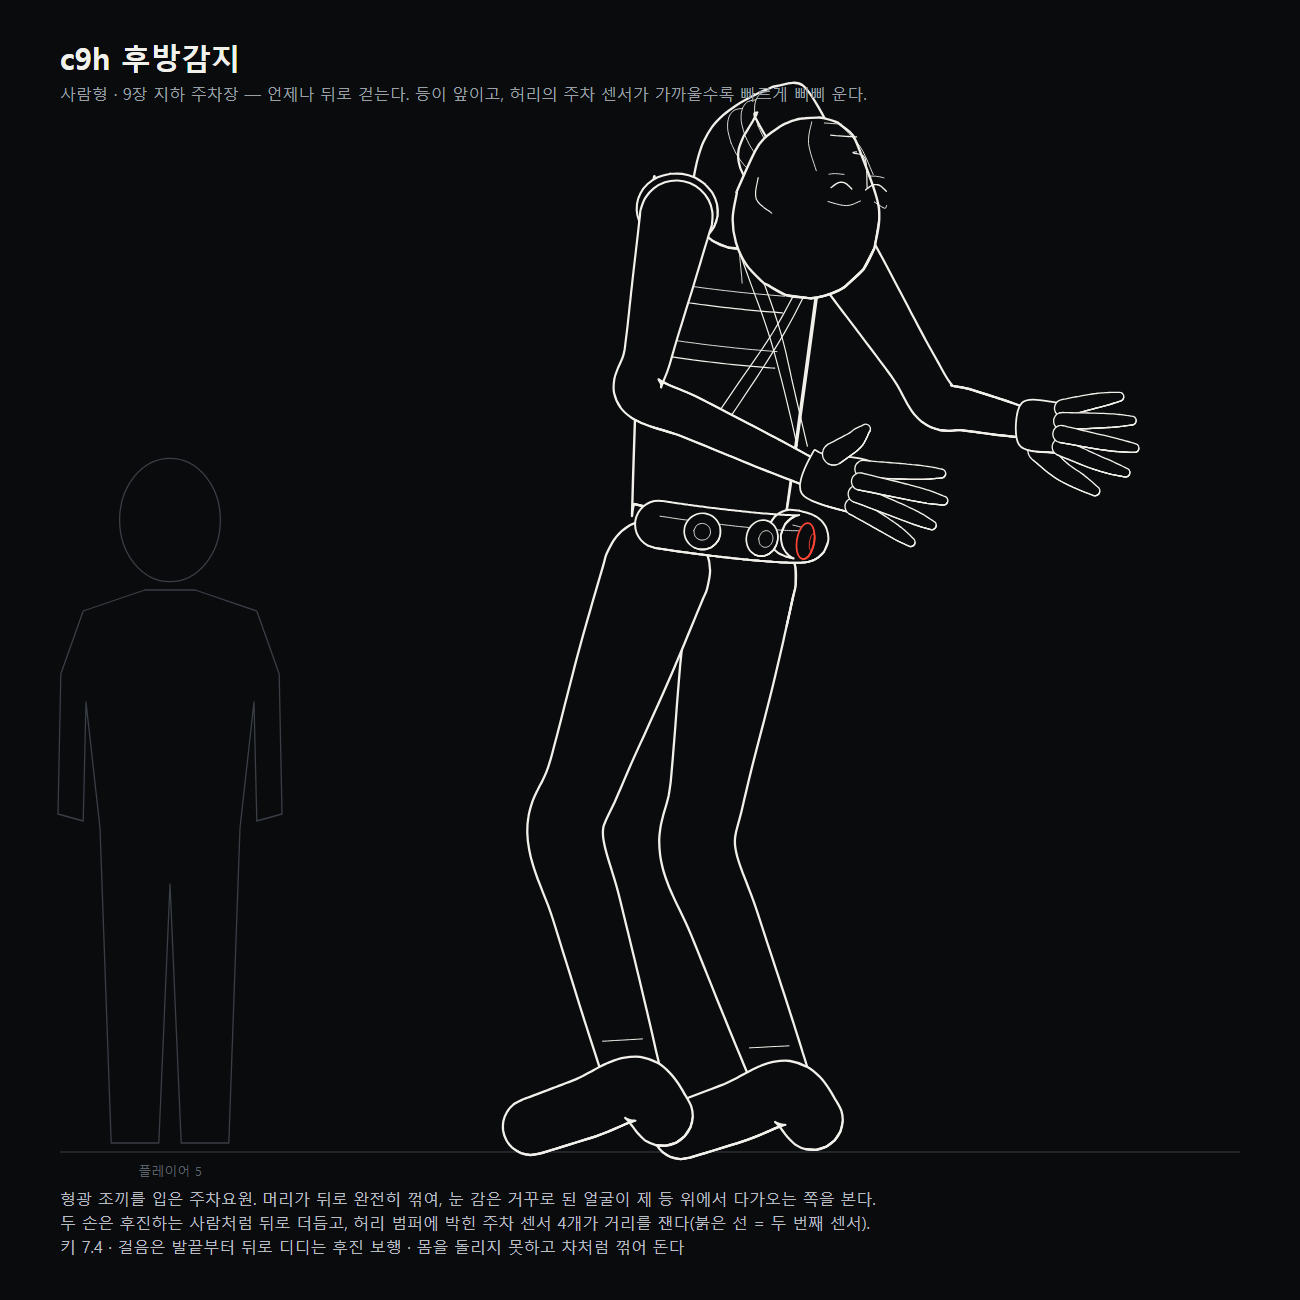 c9h 후방감지
사람형 · 9장 지하 주차장 — 언제나 뒤로 걷는다. 등이 앞이고, 허리의 주차 센서가 가까울수록 빠르게 삐삐 운다.
플레이어 5
형광 조끼를 입은 주차요원. 머리가 뒤로 완전히 꺾여, 눈 감은 거꾸로 된 얼굴이 제 등 위에서 다가오는 쪽을 본다.
두 손은 후진하는 사람처럼 뒤로 더듬고, 허리 범퍼에 박힌 주차 센서 4개가 거리를 잰다(붉은 선 = 두 번째 센서).
키 7.4 · 걸음은 발끝부터 뒤로 디디는 후진 보행 · 몸을 돌리지 못하고 차처럼 꺾어 돈다